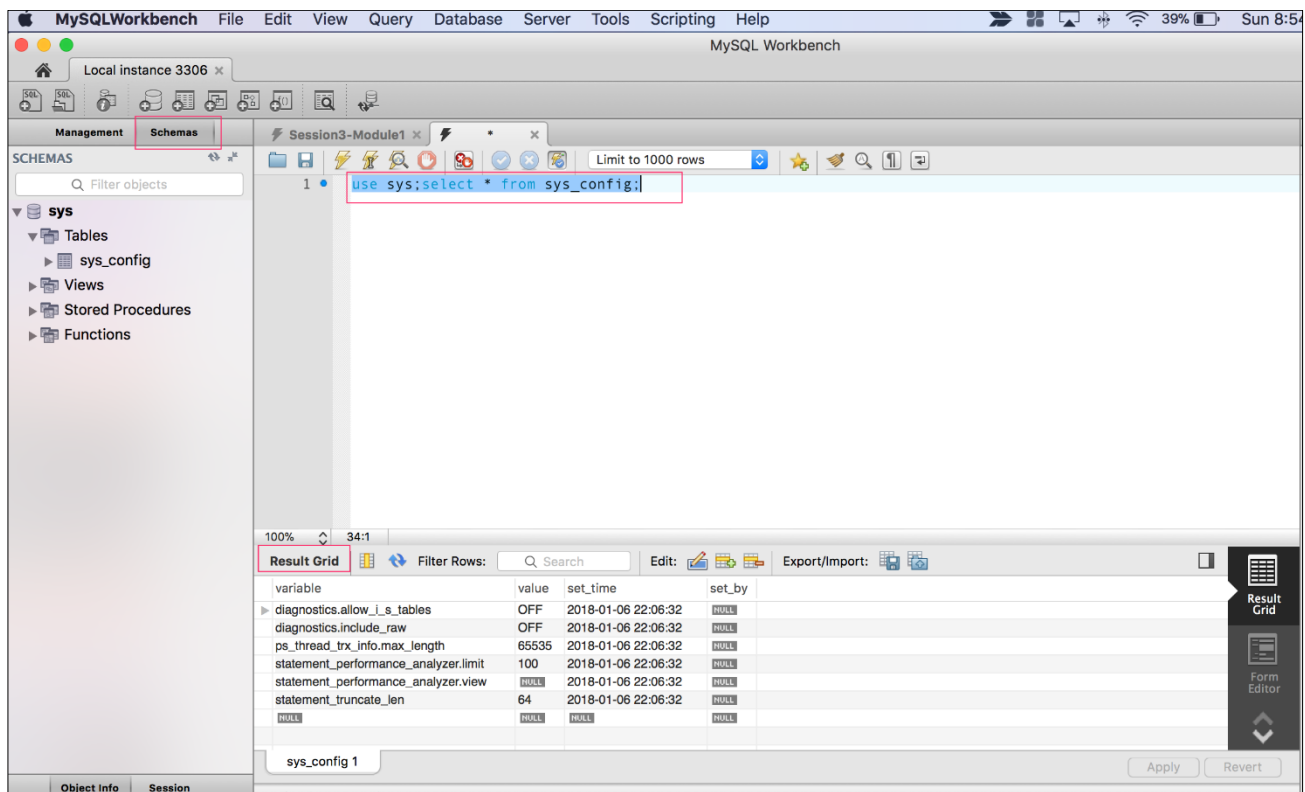 MySQLWorkbench File Edit View Query Database Server Tools Scripting Help 39% Sun 8:54
MySQL Workbench
Local instance 3306
SQL SQL
Management Schemas
Session3-Module1 *
SCHEMAS
Limit to 1000 rows
Filter objects
1 use sys;select * from sys_config;
sys
Tables
sys_config
Views
Stored Procedures
Functions
100% 34:1
Result Grid Filter Rows: Search Edit: Export/Import:
variable value set_time set_by
diagnostics.allow_i_s_tables OFF 2018-01-06 22:06:32 NULL
diagnostics.include_raw OFF 2018-01-06 22:06:32 NULL
ps_thread_trx_info.max_length 65535 2018-01-06 22:06:32 NULL
statement_performance_analyzer.limit 100 2018-01-06 22:06:32 NULL
statement_performance_analyzer.view NULL 2018-01-06 22:06:32 NULL
statement_truncate_len 64 2018-01-06 22:06:32 NULL
NULL NULL NULL NULL
Result
Grid
Form
Editor
sys_config 1
Apply Revert
Object Info Session